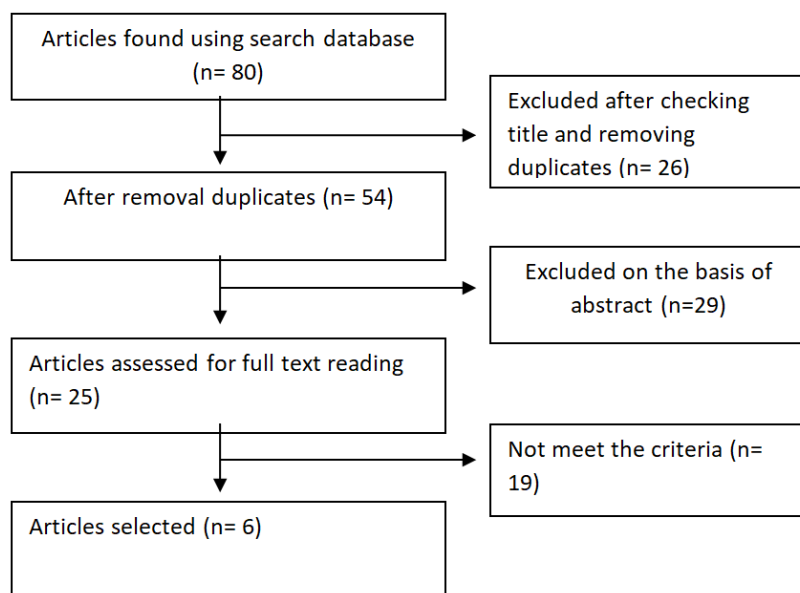 Articles found using search database
(n= 80)
Excluded after checking
title and removing
duplicates (n= 26)
After removal duplicates (n= 54)
Excluded on the basis of
abstract (n=29)
Articles assessed for full text reading
(n= 25)
Not meet the criteria (n=
19)
Articles selected (n= 6)